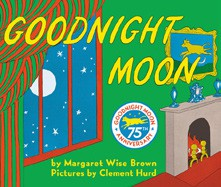 GOODNIGHT
MOON
GOODNIGHT MOON
75TH
ANNIVERSARY
by Margaret Wise Brown
Pictures by Clement Hurd